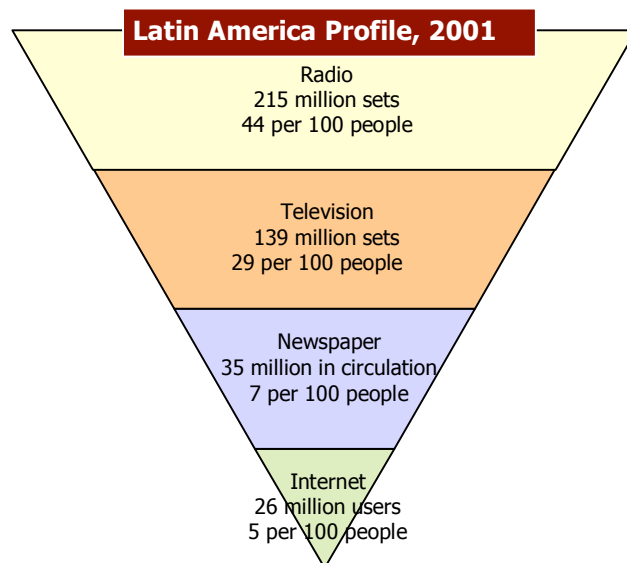 Latin America Profile, 2001
Radio
215 million sets
44 per 100 people
Television
139 million sets
29 per 100 people
Newspaper
35 million in circulation
7 per 100 people
Internet
26 million users
5 per 100 people